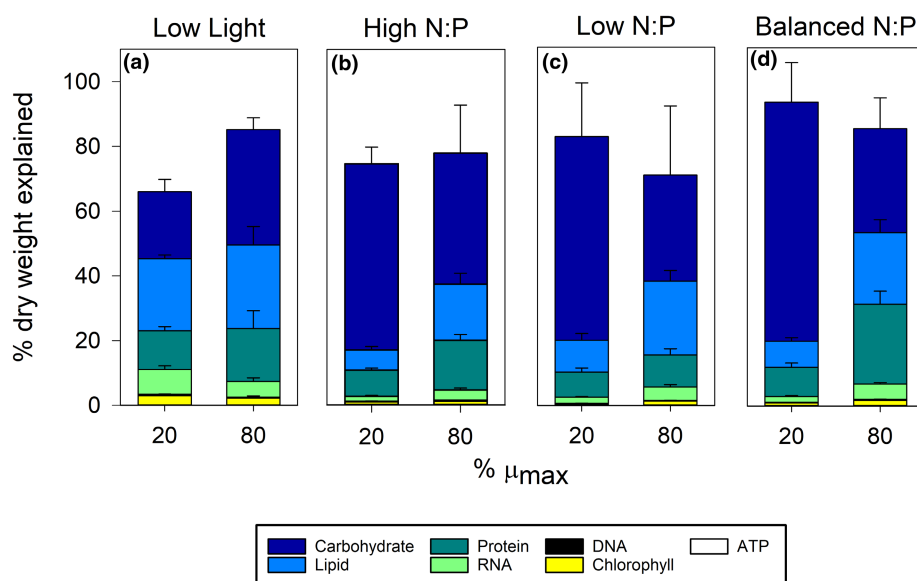 Low Light High N:P Low N:P Balanced N:P
(a) (b) (c) (d)
% dry weight explained
100
80
60
40
20
0
20 80 20 80 20 80 20 80
% μmax
Carbohydrate Protein DNA ATP
Lipid RNA Chlorophyll